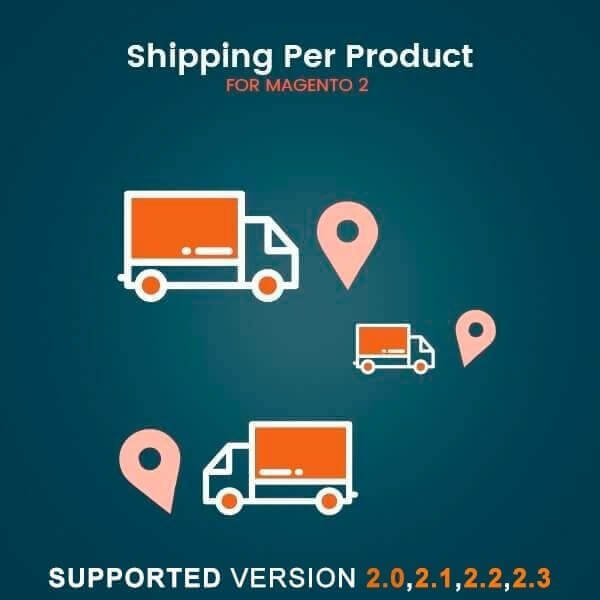 Shipping Per Product
FOR MAGENTO 2
SUPPORTED VERSION 2.0,2.1,2.2,2.3